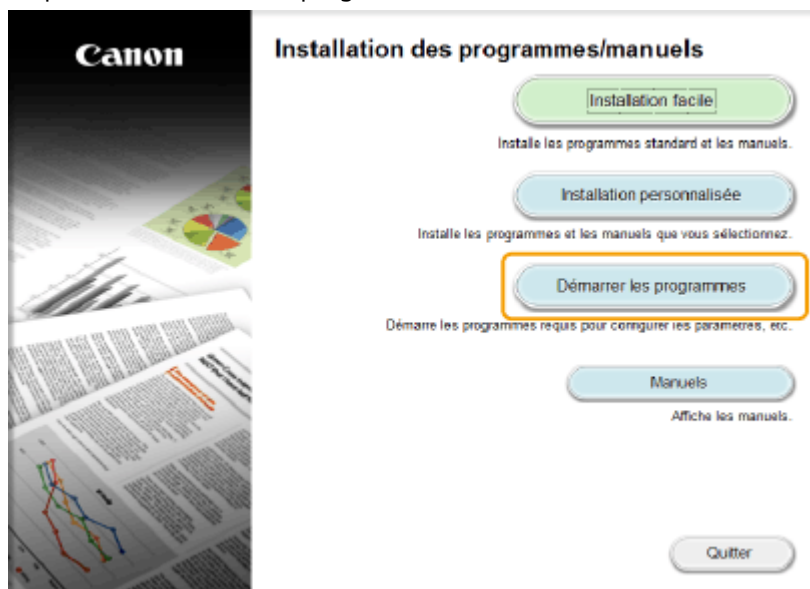 Canon
Installation des programmes/manuels
Installation facile
Installe les programmes standard et les manuels.
Installation personnalisée
Installe les programmes et les manuels que vous sélectionnez.
Démarrer les programmes
Démarre les programmes requis pour configurer les paramètres, etc.
Manuels
Affiche les manuels.
Quitter